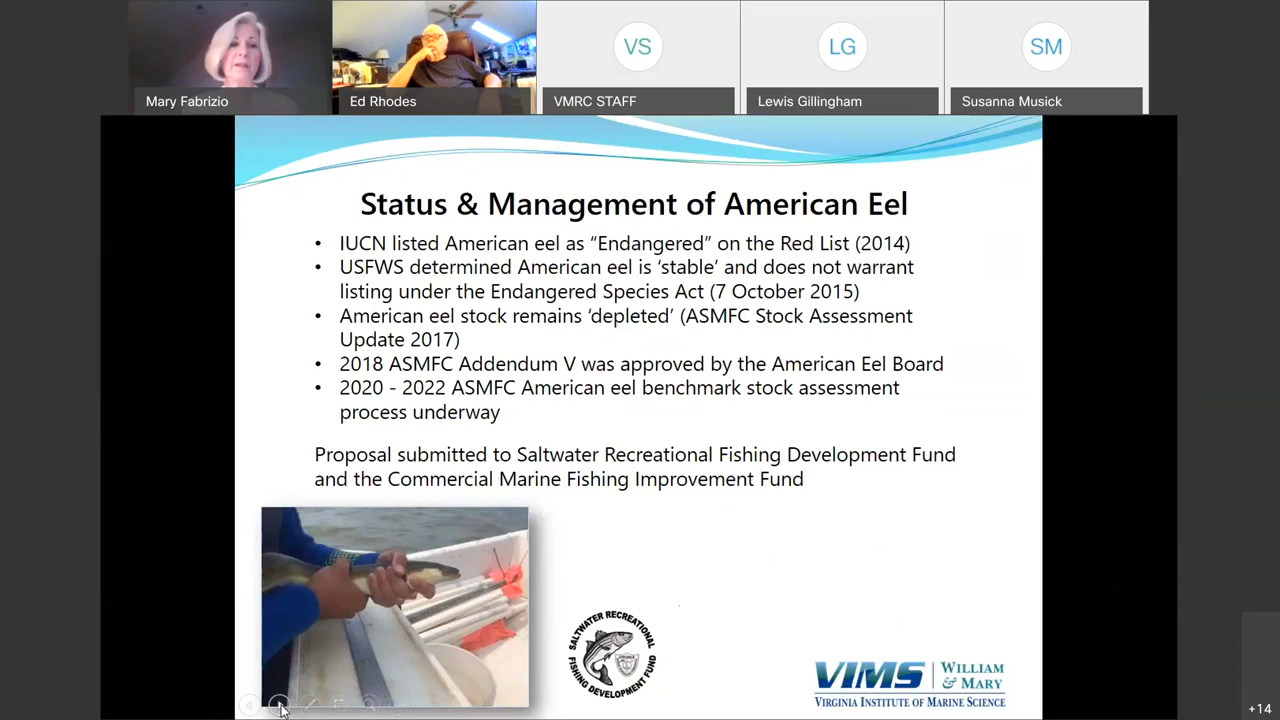 VS
LG
SM
Mary Fabrizio
Ed Rhodes
VMRC STAFF
Lewis Gillingham
Susanna Musick
Status & Management of American Eel
• IUCN listed American eel as “Endangered” on the Red List (2014)
• USFWS determined American eel is ‘stable’ and does not warrant
listing under the Endangered Species Act (7 October 2015)
• American eel stock remains ‘depleted’ (ASMFC Stock Assessment
Update 2017)
• 2018 ASMFC Addendum V was approved by the American Eel Board
• 2020 - 2022 ASMFC American eel benchmark stock assessment
process underway
Proposal submitted to Saltwater Recreational Fishing Development Fund
and the Commercial Marine Fishing Improvement Fund
SALTWATER RECREATIONAL
FISHING DEVELOPMENT FUND
VIMS | WILLIAM
& MARY
VIRGINIA INSTITUTE OF MARINE SCIENCE
+14